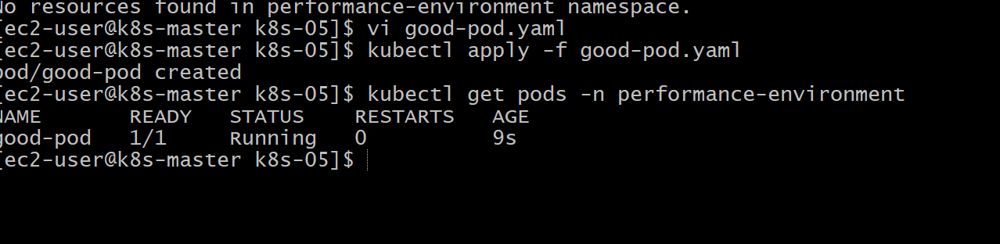 No resources found in performance-environment namespace.
[ec2-user@k8s-master k8s-05]$ vi good-pod.yaml
[ec2-user@k8s-master k8s-05]$ kubectl apply -f good-pod.yaml
pod/good-pod created
[ec2-user@k8s-master k8s-05]$ kubectl get pods -n performance-environment
NAME READY STATUS RESTARTS AGE
good-pod 1/1 Running 0 9s
[ec2-user@k8s-master k8s-05]$